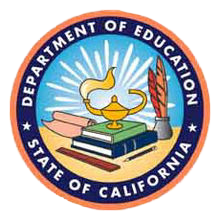 DEPARTMENT OF EDUCATION
★ STATE OF CALIFORNIA ★